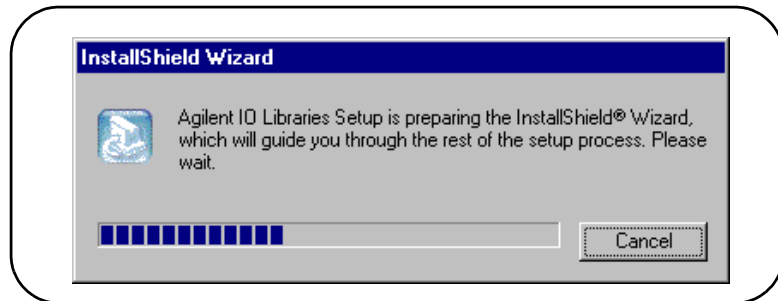 InstallShield Wizard
Agilent IO Libraries Setup is preparing the InstallShield® Wizard,
which will guide you through the rest of the setup process. Please
wait.
Cancel